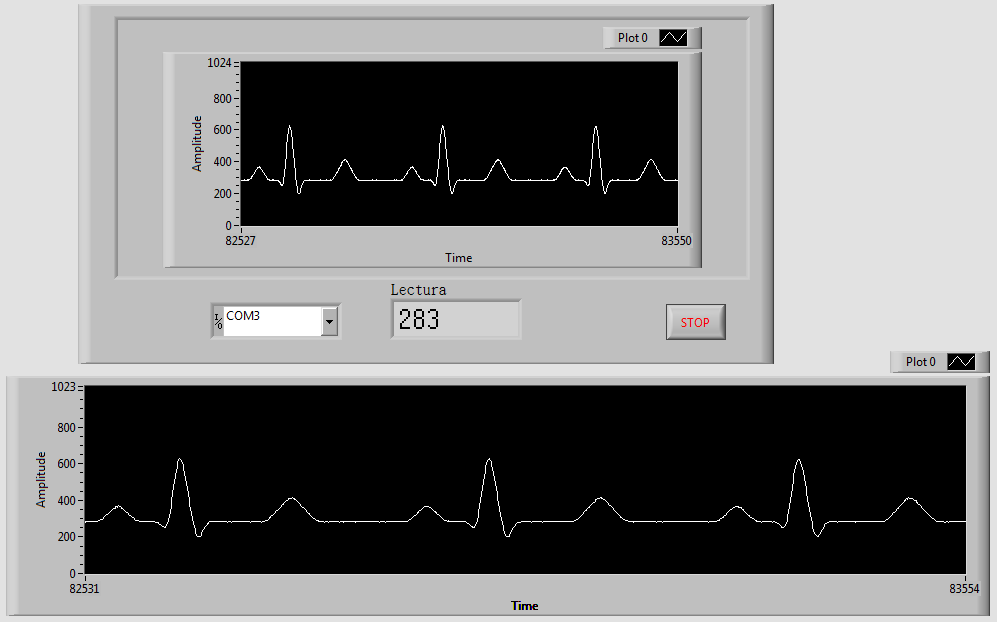 Plot 0
1024
800
600
400
200
0
Amplitude
82527
83550
Time
Lectura
I/O
COM3
283
STOP
Plot 0
1023
800
600
400
200
0
Amplitude
82531
83554
Time